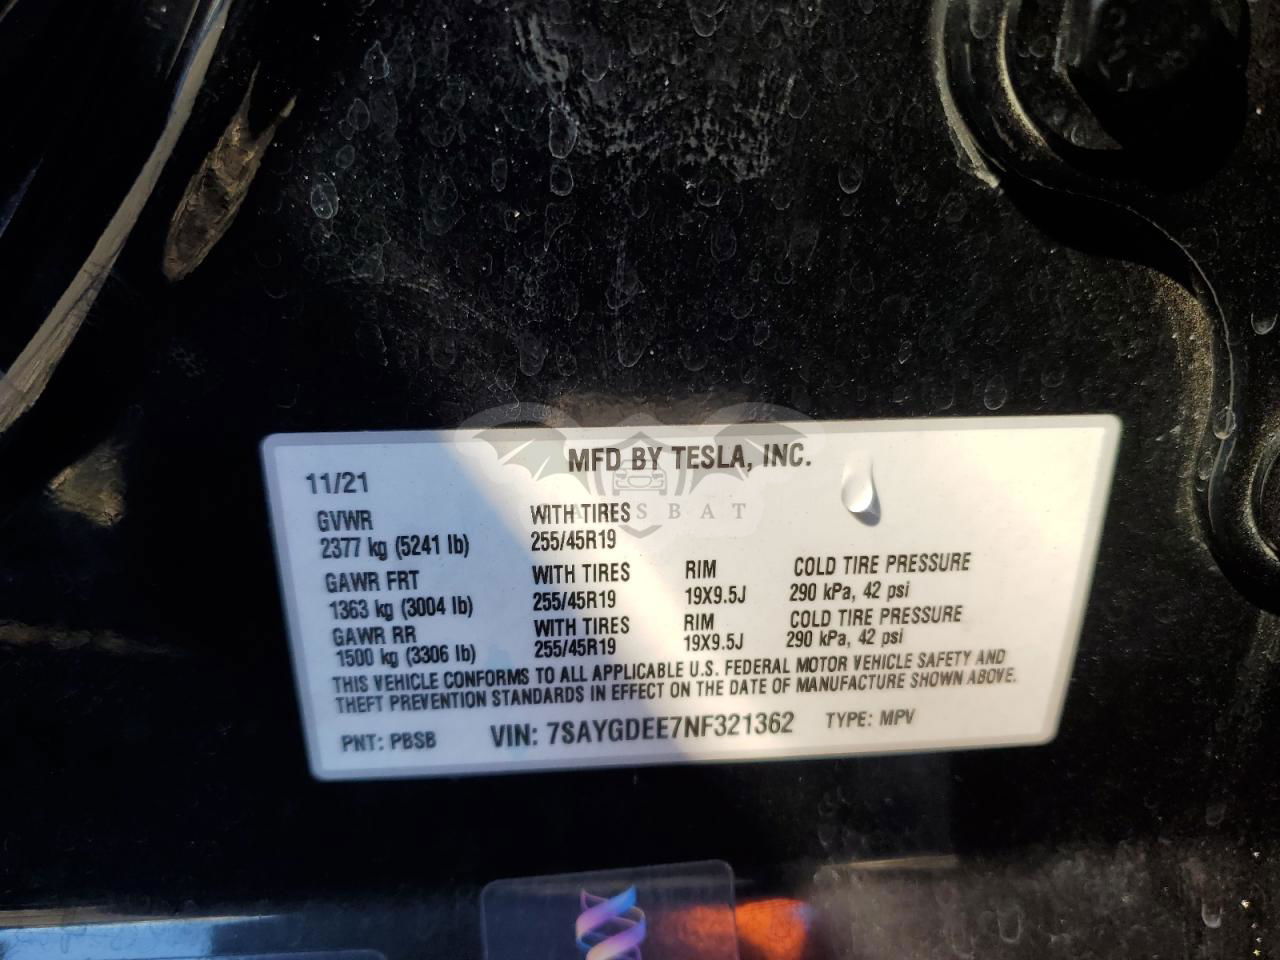 MFD BY TESLA, INC.
11/21
GVWR WITH TIRES
2377 kg (5241 lb) 255/45R19
GAWR FRT WITH TIRES RIM COLD TIRE PRESSURE
1363 kg (3004 lb) 255/45R19 19X9.5J 290 kPa, 42 psi
GAWR RR WITH TIRES RIM COLD TIRE PRESSURE
1500 kg (3306 lb) 255/45R19 19X9.5J 290 kPa, 42 psi
THIS VEHICLE CONFORMS TO ALL APPLICABLE U.S. FEDERAL MOTOR VEHICLE SAFETY AND
THEFT PREVENTION STANDARDS IN EFFECT ON THE DATE OF MANUFACTURE SHOWN ABOVE.
PNT: PBSB VIN: 7SAYGDEE7NF321362 TYPE: MPV